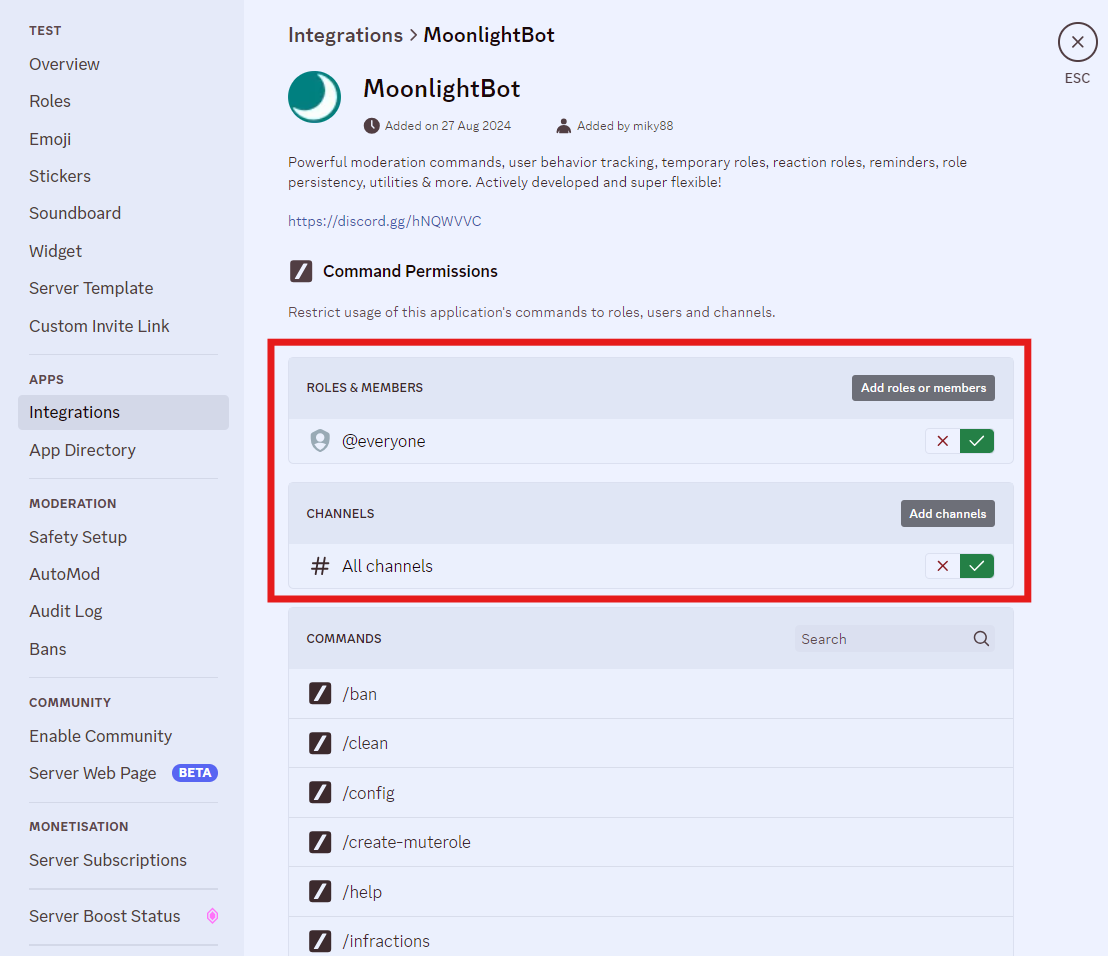 TEST
Overview
Roles
Emoji
Stickers
Soundboard
Widget
Server Template
Custom Invite Link
APPS
Integrations
App Directory
MODERATION
Safety Setup
AutoMod
Audit Log
Bans
COMMUNITY
Enable Community
Server Web Page BETA
MONETISATION
Server Subscriptions
Server Boost Status
Integrations > MoonlightBot
ESC
MoonlightBot
Added on 27 Aug 2024 Added by miky88
Powerful moderation commands, user behavior tracking, temporary roles, reaction roles, reminders, role
persistency, utilities & more. Actively developed and super flexible!
https://discord.gg/hNQWVVC
Command Permissions
Restrict usage of this application's commands to roles, users and channels.
ROLES & MEMBERS Add roles or members
@everyone
CHANNELS Add channels
# All channels
COMMANDS Search
/ban
/clean
/config
/create-muterole
/help
/infractions